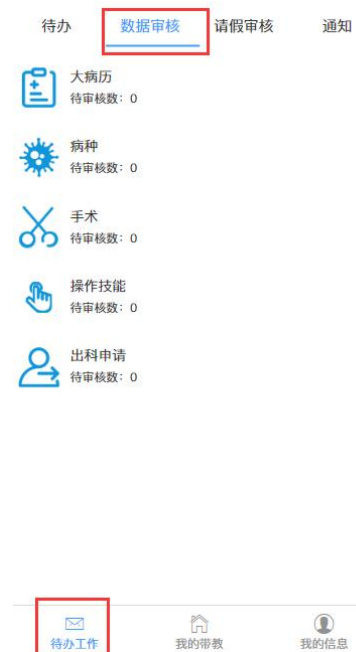 待办 数据审核 请假审核 通知
大病历
待审核数：0
病种
待审核数：0
手术
待审核数：0
操作技能
待审核数：0
出科申请
待审核数：0
待办工作 我的带教 我的信息